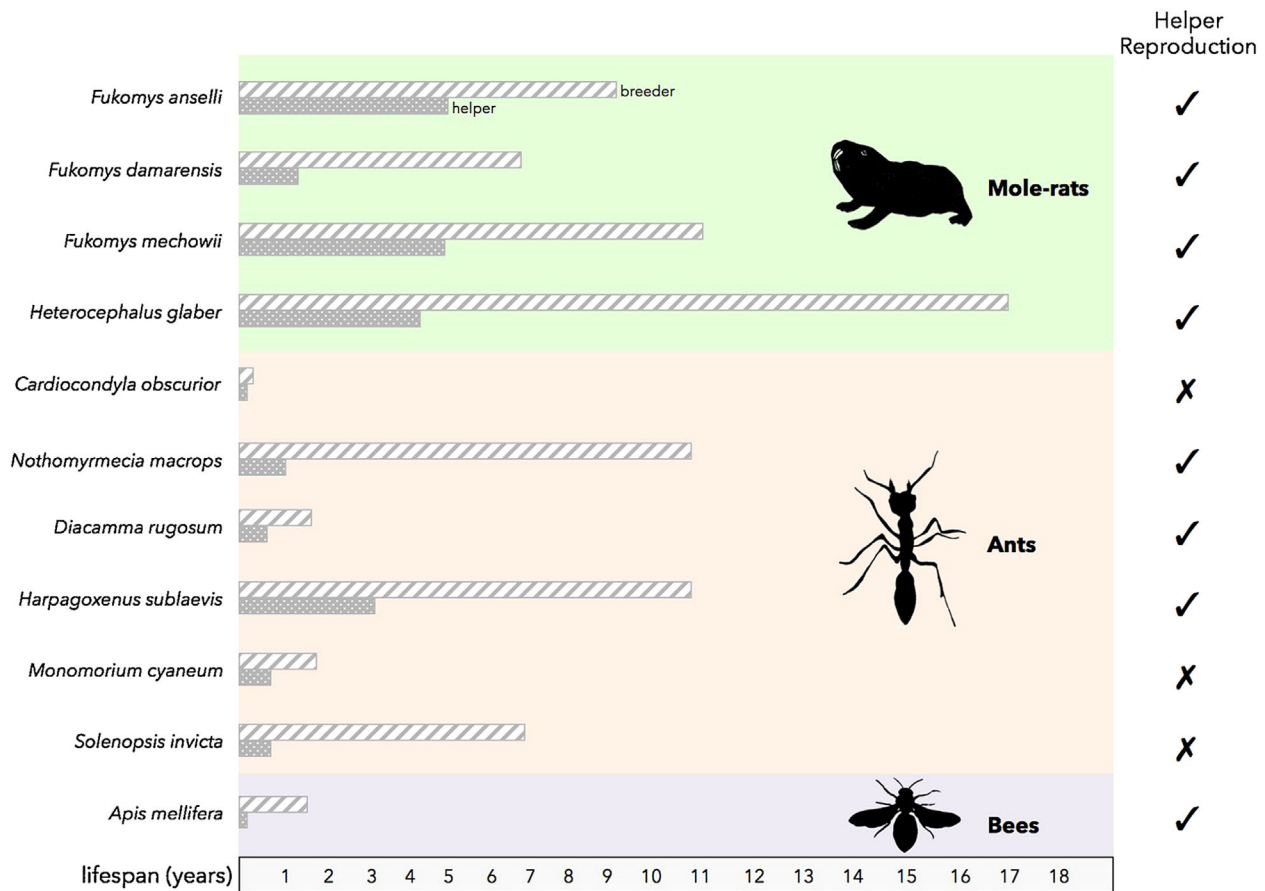 Helper
Reproduction
Fukomys anselli
breeder
helper
✓
Fukomys damarensis
Mole-rats
✓
Fukomys mechowii
✓
Heterocephalus glaber
✓
Cardiocondyla obscurior
✗
Nothomyrmecia macrops
✓
Diacamma rugosum
Ants
✓
Harpagoxenus sublaevis
✓
Monomorium cyaneum
✗
Solenopsis invicta
✗
Apis mellifera
Bees
✓
lifespan (years) 1 2 3 4 5 6 7 8 9 10 11 12 13 14 15 16 17 18